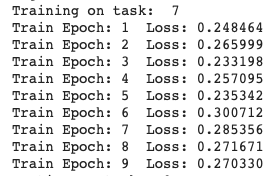 Training on task:  7
Train Epoch: 1  Loss: 0.248464
Train Epoch: 2  Loss: 0.265999
Train Epoch: 3  Loss: 0.233198
Train Epoch: 4  Loss: 0.257095
Train Epoch: 5  Loss: 0.235342
Train Epoch: 6  Loss: 0.300712
Train Epoch: 7  Loss: 0.285356
Train Epoch: 8  Loss: 0.271671
Train Epoch: 9  Loss: 0.270330